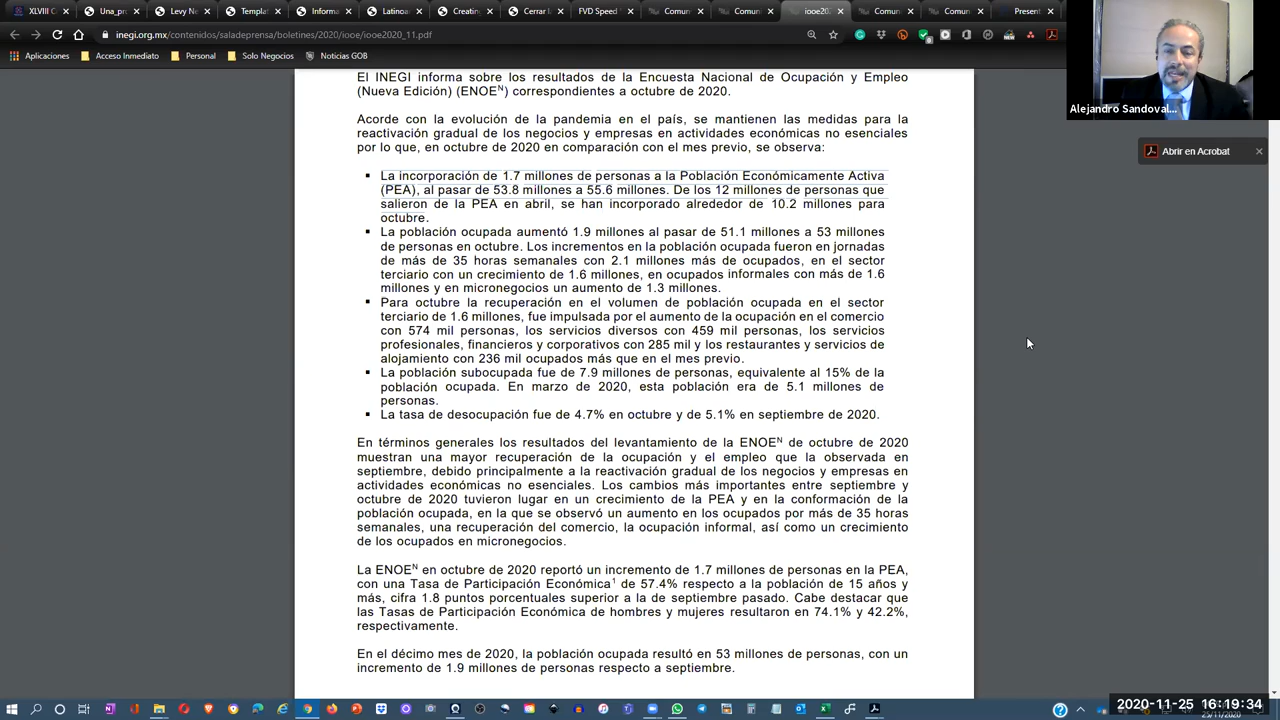 XLVIII C
Una_pro
Levy Ne
Templat
Informa
Latinoar
Creating
Cerrar la
FVD Speed
Comuni
Comuni
iooe202
Comuni
Comuni
Present
inegi.org.mx/contenidos/saladeprensa/boletines/2020/iooe/iooe2020_11.pdf
Aplicaciones
Acceso Inmediato
Personal
Solo Negocios
Noticias GOB
Alejandro Sandoval...
Abrir en Acrobat
El INEGI informa sobre los resultados de la Encuesta Nacional de Ocupación y Empleo
(Nueva Edición) (ENOEᴺ) correspondientes a octubre de 2020.
Acorde con la evolución de la pandemia en el país, se mantienen las medidas para la
reactivación gradual de los negocios y empresas en actividades económicas no esenciales
por lo que, en octubre de 2020 en comparación con el mes previo, se observa:
▪ La incorporación de 1.7 millones de personas a la Población Económicamente Activa
(PEA), al pasar de 53.8 millones a 55.6 millones. De los 12 millones de personas que
salieron de la PEA en abril, se han incorporado alrededor de 10.2 millones para
octubre.
▪ La población ocupada aumentó 1.9 millones al pasar de 51.1 millones a 53 millones
de personas en octubre. Los incrementos en la población ocupada fueron en jornadas
de más de 35 horas semanales con 2.1 millones más de ocupados, en el sector
terciario con un crecimiento de 1.6 millones, en ocupados informales con más de 1.6
millones y en micronegocios un aumento de 1.3 millones.
▪ Para octubre la recuperación en el volumen de población ocupada en el sector
terciario de 1.6 millones, fue impulsada por el aumento de la ocupación en el comercio
con 574 mil personas, los servicios diversos con 459 mil personas, los servicios
profesionales, financieros y corporativos con 285 mil y los restaurantes y servicios de
alojamiento con 236 mil ocupados más que en el mes previo.
▪ La población subocupada fue de 7.9 millones de personas, equivalente al 15% de la
población ocupada. En marzo de 2020, esta población era de 5.1 millones de
personas.
▪ La tasa de desocupación fue de 4.7% en octubre y de 5.1% en septiembre de 2020.
En términos generales los resultados del levantamiento de la ENOEᴺ de octubre de 2020
muestran una mayor recuperación de la ocupación y el empleo que la observada en
septiembre, debido principalmente a la reactivación gradual de los negocios y empresas en
actividades económicas no esenciales. Los cambios más importantes entre septiembre y
octubre de 2020 tuvieron lugar en un crecimiento de la PEA y en la conformación de la
población ocupada, en la que se observó un aumento en los ocupados por más de 35 horas
semanales, una recuperación del comercio, la ocupación informal, así como un crecimiento
de los ocupados en micronegocios.
La ENOEᴺ en octubre de 2020 reportó un incremento de 1.7 millones de personas en la PEA,
con una Tasa de Participación Económica¹ de 57.4% respecto a la población de 15 años y
más, cifra 1.8 puntos porcentuales superior a la de septiembre pasado. Cabe destacar que
las Tasas de Participación Económica de hombres y mujeres resultaron en 74.1% y 42.2%,
respectivamente.
En el décimo mes de 2020, la población ocupada resultó en 53 millones de personas, con un
incremento de 1.9 millones de personas respecto a septiembre.
2020-11-25 16:19:34